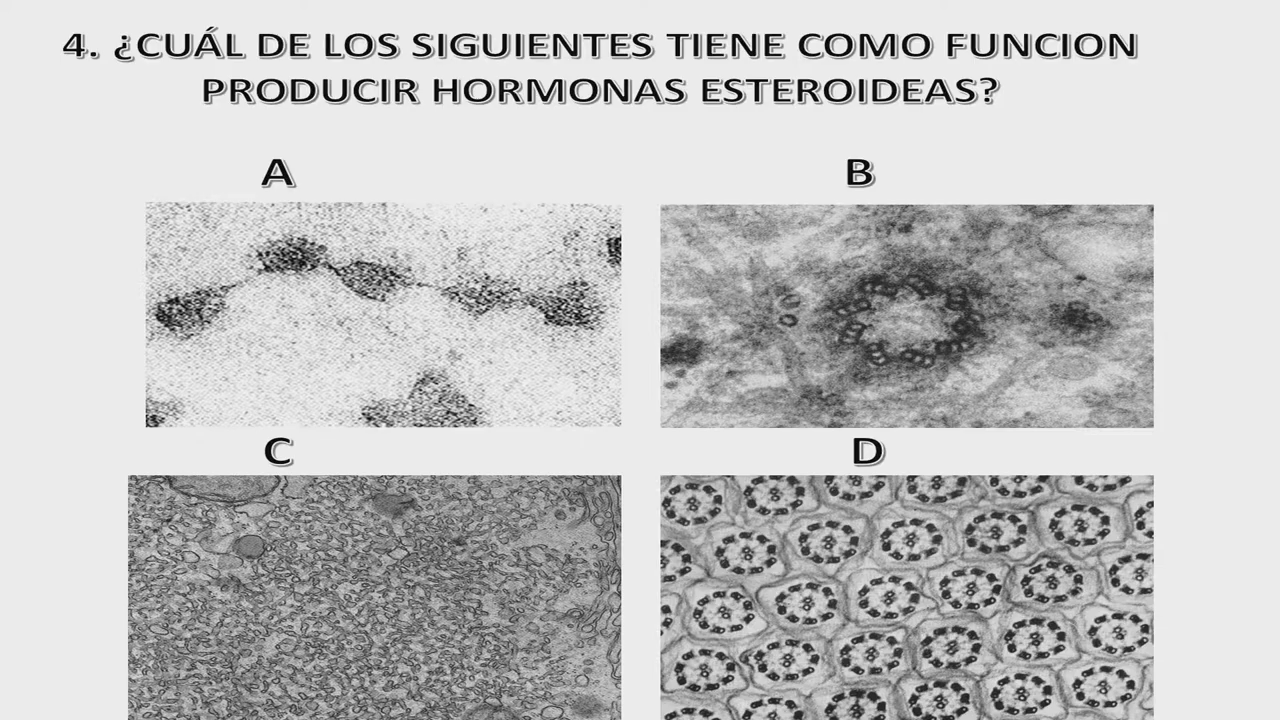 4. ¿CUÁL DE LOS SIGUIENTES TIENE COMO FUNCION
PRODUCIR HORMONAS ESTEROIDEAS?
A
B
C
D